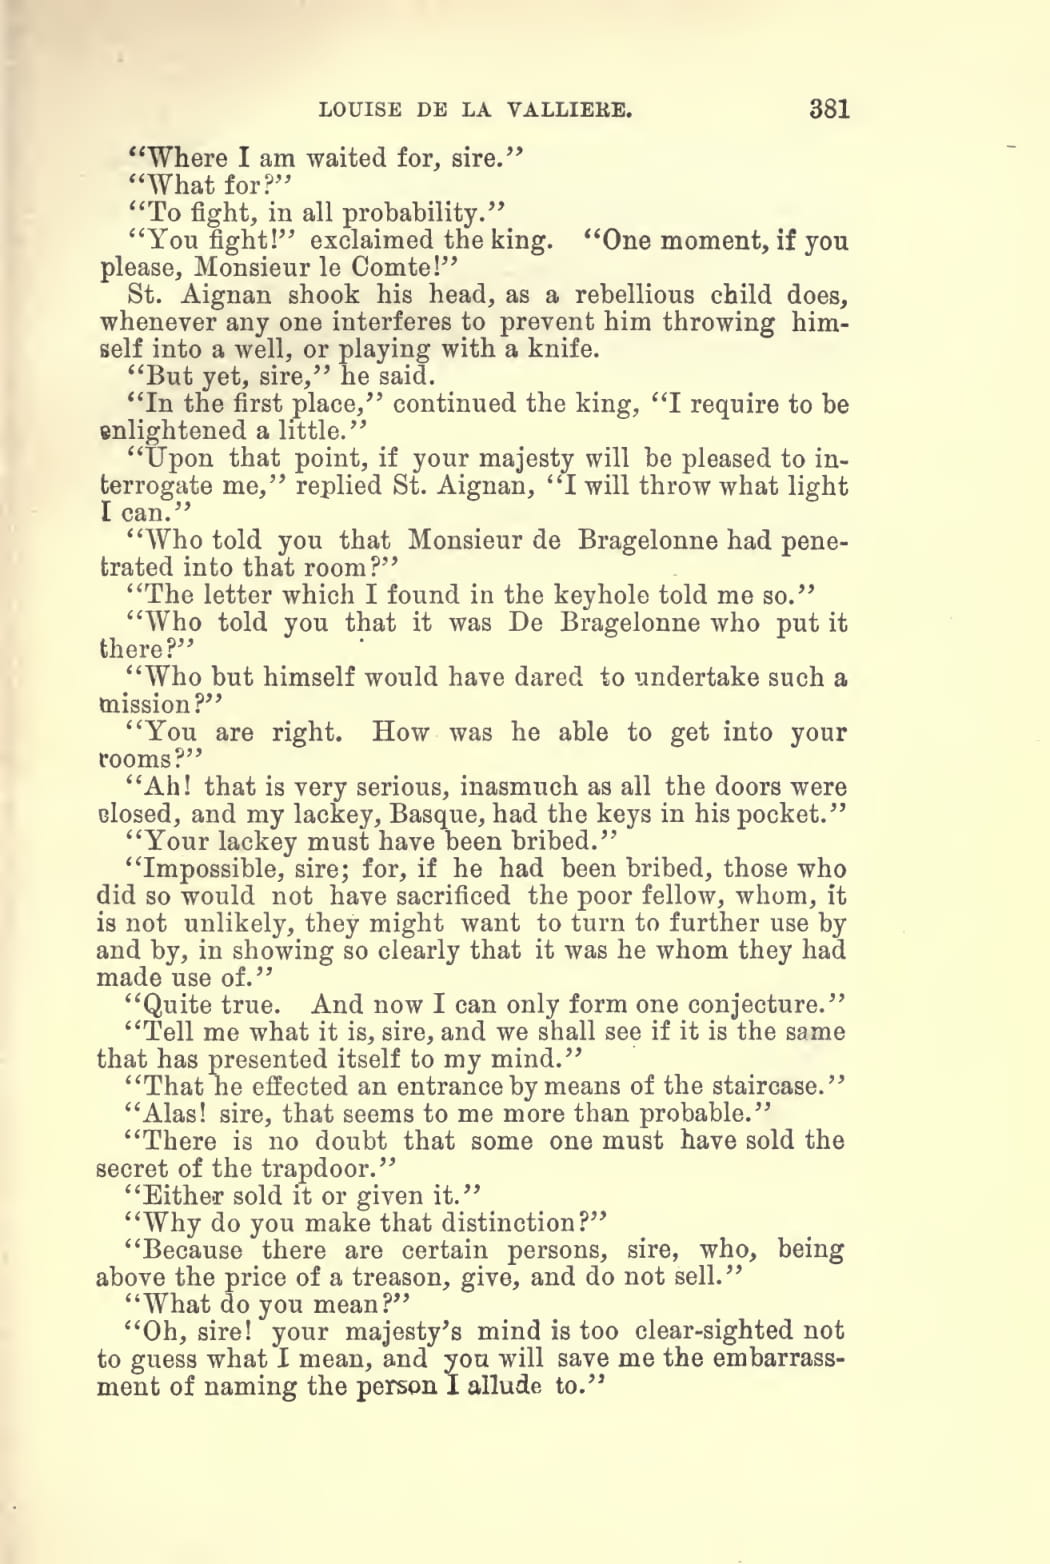 LOUISE DE LA VALLIERE. 381
“Where I am waited for, sire.”
“What for?”
“To fight, in all probability.”
“You fight!” exclaimed the king. “One moment, if you
please, Monsieur le Comte!”
St. Aignan shook his head, as a rebellious child does,
whenever any one interferes to prevent him throwing him-
self into a well, or playing with a knife.
“But yet, sire,” he said.
“In the first place,” continued the king, “I require to be
enlightened a little.”
“Upon that point, if your majesty will be pleased to in-
terrogate me,” replied St. Aignan, “I will throw what light
I can.”
“Who told you that Monsieur de Bragelonne had pene-
trated into that room?”
“The letter which I found in the keyhole told me so.”
“Who told you that it was De Bragelonne who put it
there?”
“Who but himself would have dared to undertake such a
mission?”
“You are right. How was he able to get into your
rooms?”
“Ah! that is very serious, inasmuch as all the doors were
closed, and my lackey, Basque, had the keys in his pocket.”
“Your lackey must have been bribed.”
“Impossible, sire; for, if he had been bribed, those who
did so would not have sacrificed the poor fellow, whom, it
is not unlikely, they might want to turn to further use by
and by, in showing so clearly that it was he whom they had
made use of.”
“Quite true. And now I can only form one conjecture.”
“Tell me what it is, sire, and we shall see if it is the same
that has presented itself to my mind.”
“That he effected an entrance by means of the staircase.”
“Alas! sire, that seems to me more than probable.”
“There is no doubt that some one must have sold the
secret of the trapdoor.”
“Either sold it or given it.”
“Why do you make that distinction?”
“Because there are certain persons, sire, who, being
above the price of a treason, give, and do not sell.”
“What do you mean?”
“Oh, sire! your majesty’s mind is too clear-sighted not
to guess what I mean, and you will save me the embarrass-
ment of naming the person I allude to.”